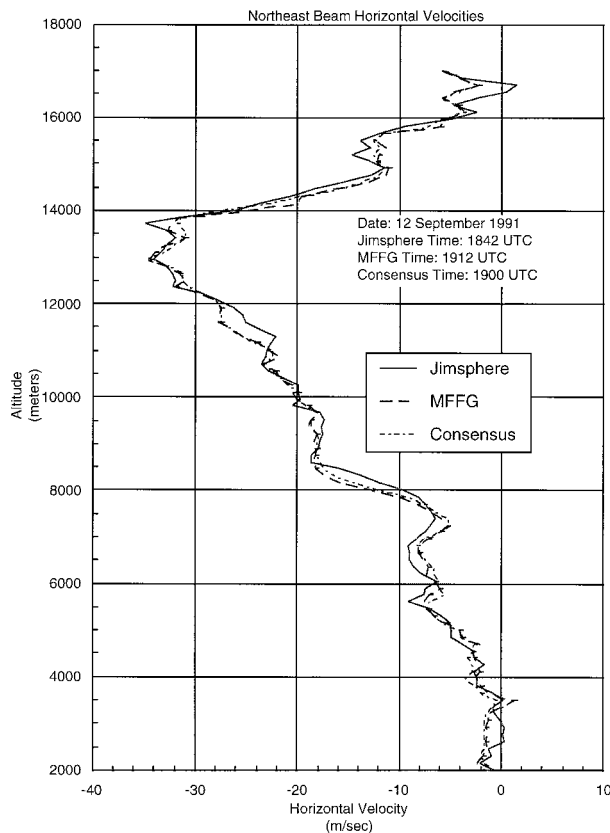 Northeast Beam Horizontal Velocities
18000
16000
14000
12000
10000
8000
6000
4000
2000
Altitude
(meters)
Date: 12 September 1991
Jimsphere Time: 1842 UTC
MFFG Time: 1912 UTC
Consensus Time: 1900 UTC
Jimsphere
MFFG
Consensus
-40 -30 -20 -10 0 10
Horizontal Velocity
(m/sec)